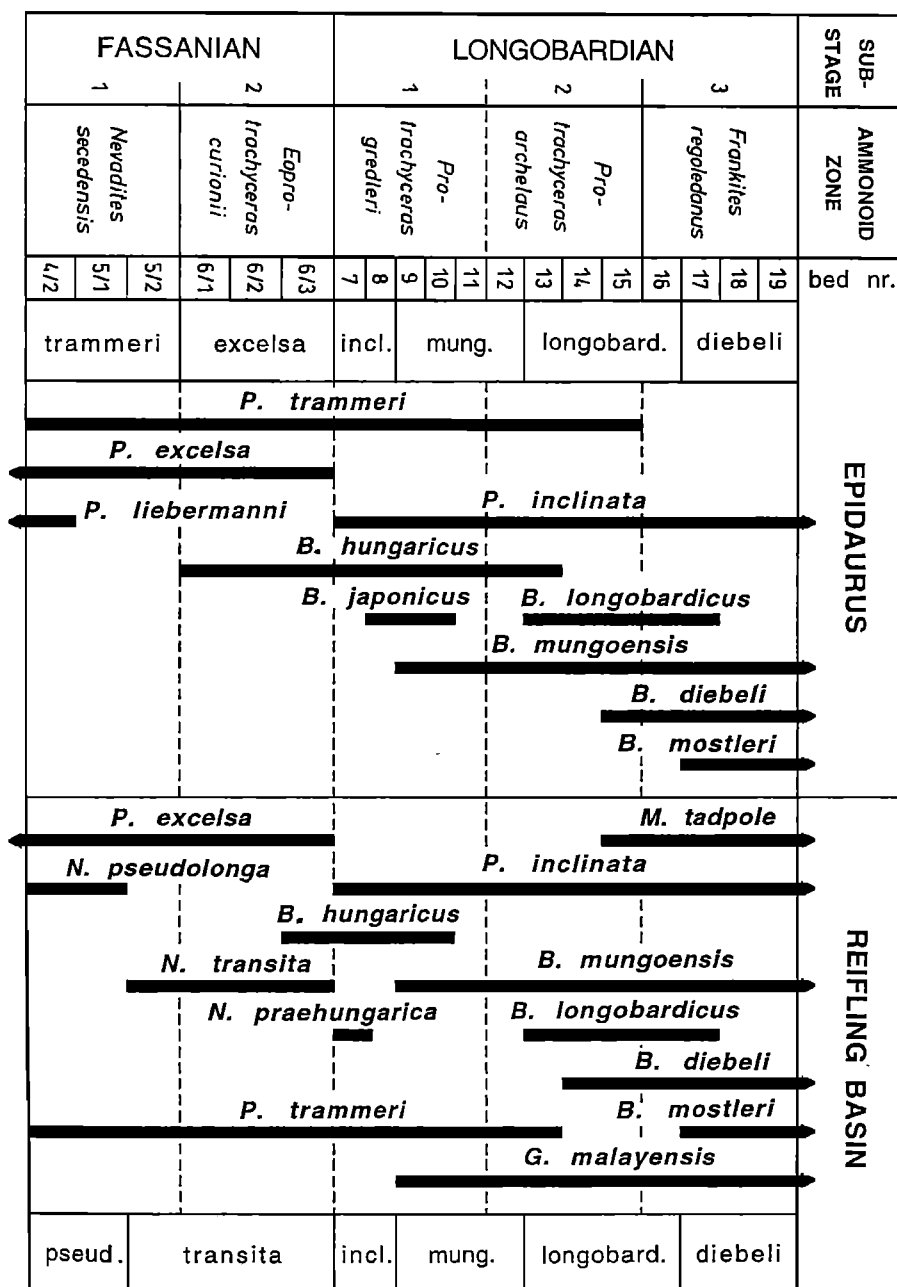 FASSANIAN
LONGOBARDIAN
SUB-
STAGE
1
2
1
2
3
Nevadites
secedensis
Eopro-
trachyceras
curionii
Pro-
trachyceras
gredleri
Pro-
trachyceras
archelaus
Frankites
regoledanus
AMMONOID
ZONE
4/2 5/1 5/2 6/1 6/2 6/3 7 8 9 10 11 12 13 14 15 16 17 18 19 bed nr.
trammeri excelsa incl. mung. longobard. diebeli
P. trammeri
P. excelsa
P. liebermanni P. inclinata
B. hungaricus
B. japonicus B. longobardicus
B. mungoensis
B. diebeli
B. mostleri
EPIDAURUS
P. excelsa M. tadpole
N. pseudolonga P. inclinata
B. hungaricus
N. transita B. mungoensis
N. praehungarica B. longobardicus
B. diebeli
P. trammeri B. mostleri
G. malayensis
REIFLING BASIN
pseud. transita incl. mung. longobard. diebeli